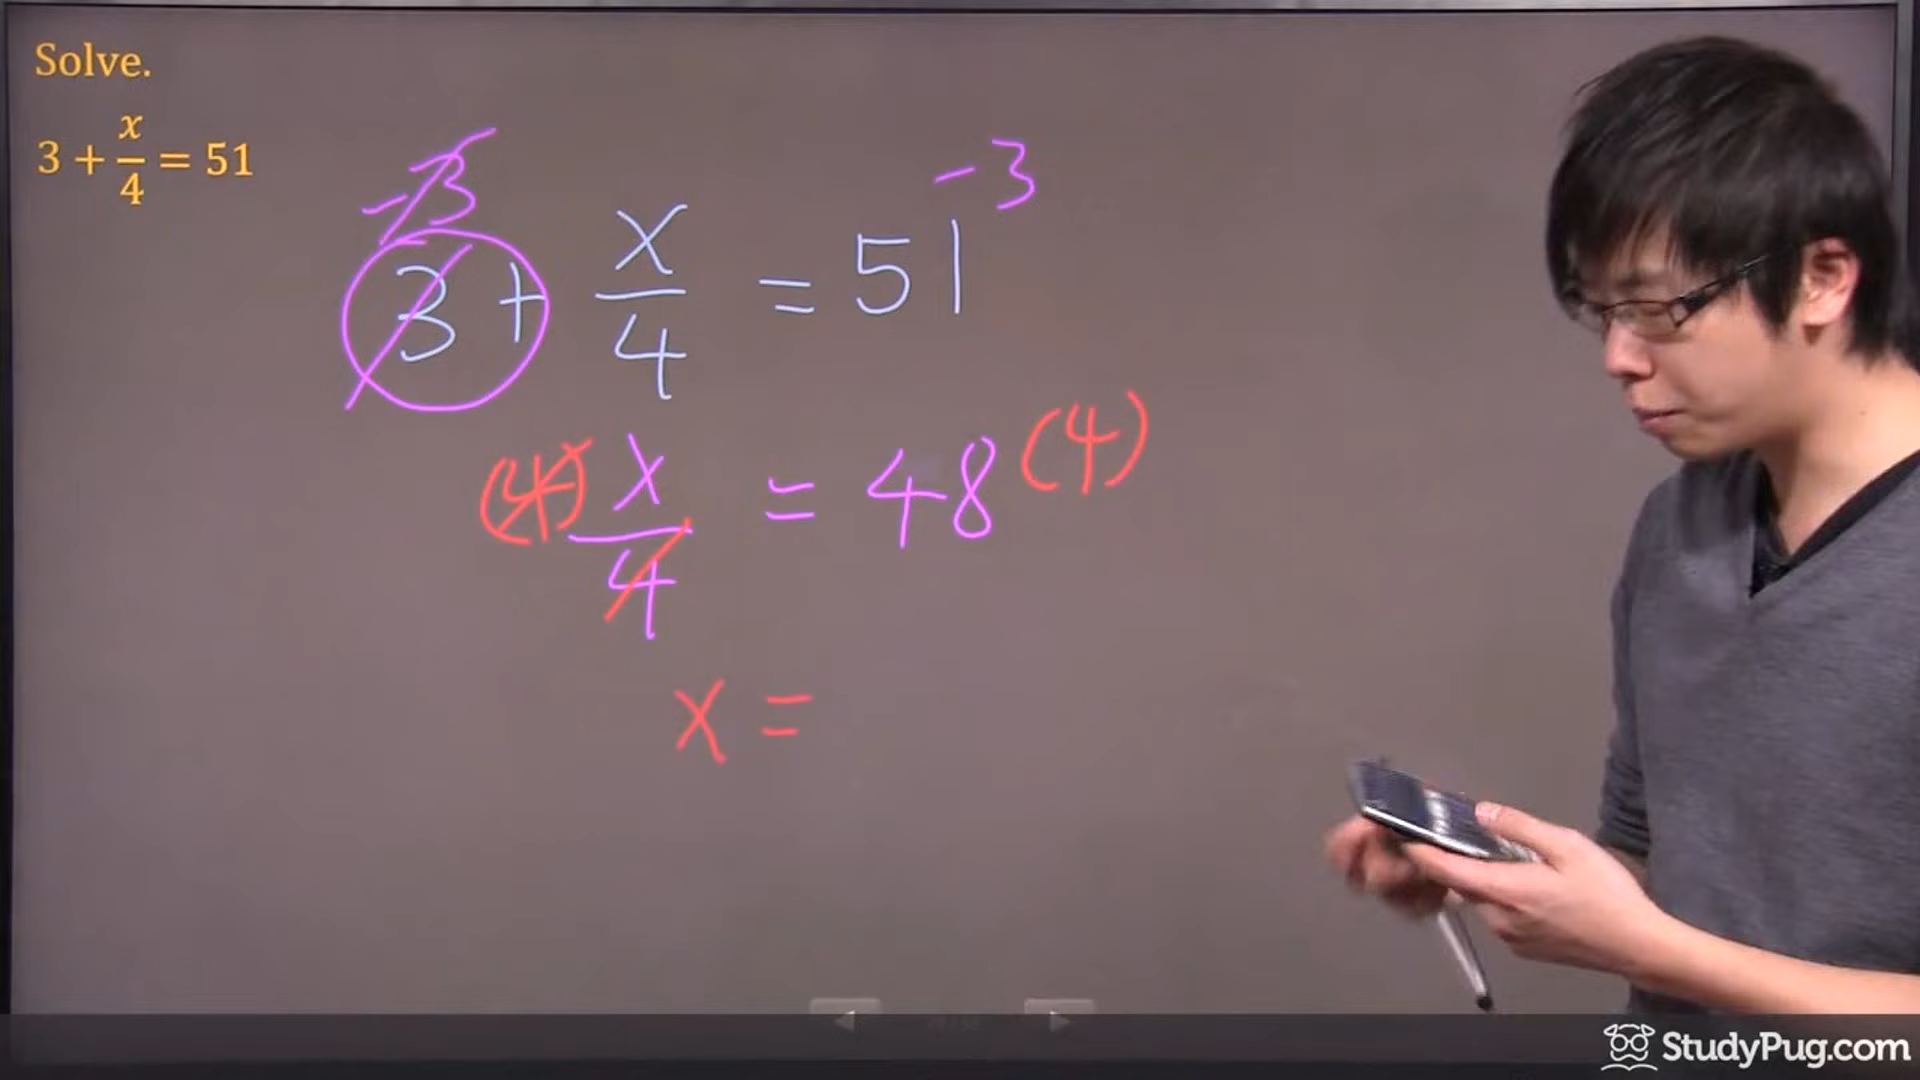 Solve.
3 + x/4 = 51
-3 -3
3 + x/4 = 51
(4) x/4 = 48 (4)
x =
StudyPug.com